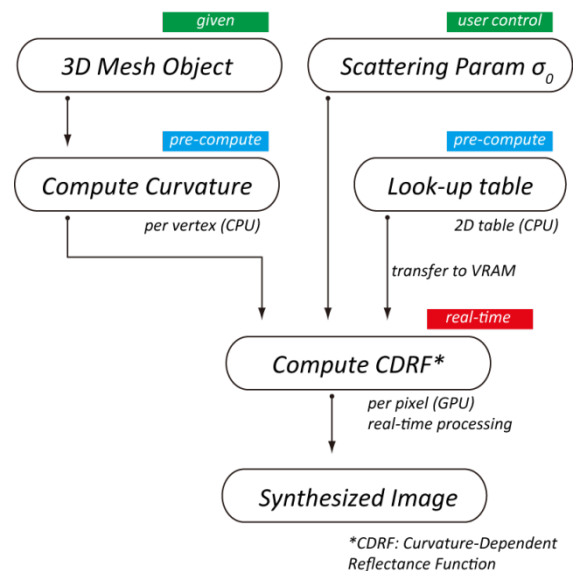 given
3D Mesh Object
user control
Scattering Param σ₀
pre-compute
Compute Curvature
per vertex (CPU)
pre-compute
Look-up table
2D table (CPU)
transfer to VRAM
real-time
Compute CDRF*
per pixel (GPU)
real-time processing
Synthesized Image
*CDRF: Curvature-Dependent
Reflectance Function